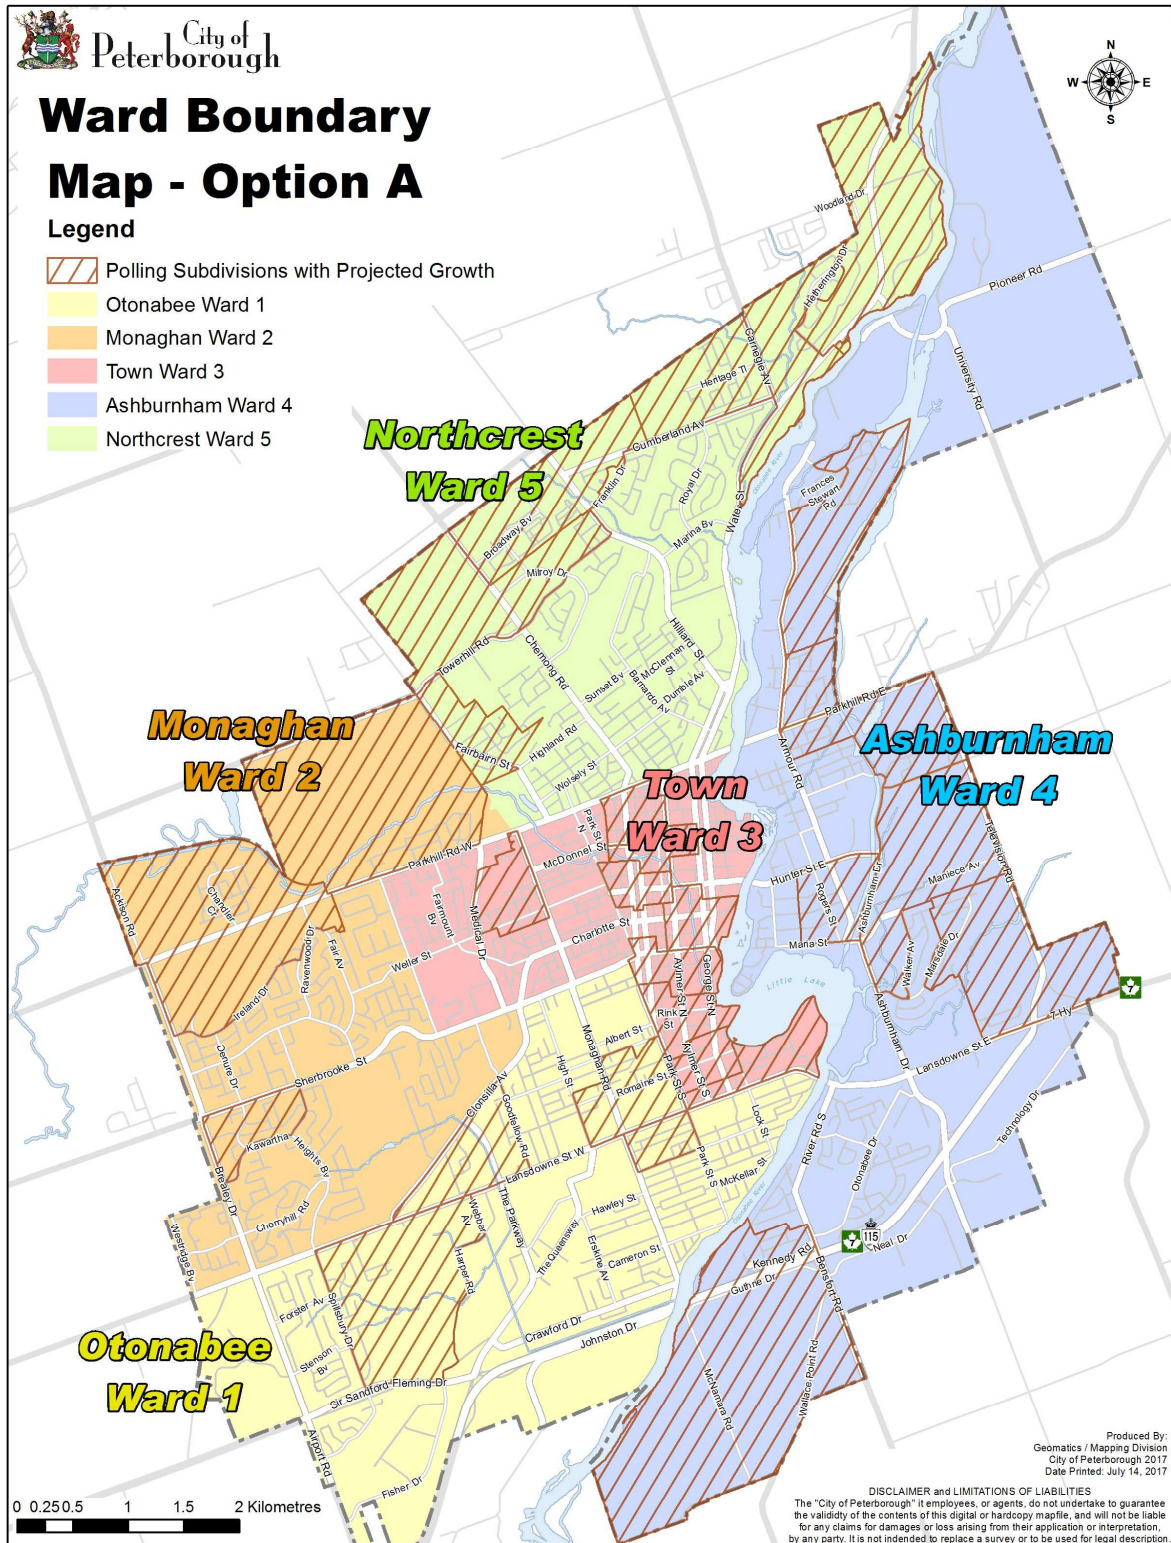 City of
Peterborough
Ward Boundary
Map - Option A
Legend
Polling Subdivisions with Projected Growth
Otonabee Ward 1
Monaghan Ward 2
Town Ward 3
Ashburnham Ward 4
Northcrest Ward 5
N
W E
S
Woodland Dr
Hetherington Dr
Pioneer Rd
Carnegie Av
University Rd
Heritage Tl
Northcrest
Ward 5
Cumberland Av
Franklin Dr
Royal Dr
Otonabee River
Frances
Stewart
Rd
Water St
Broadway Bv
Marina Bv
Milroy Dr
Towerhill Rd
Chemong Rd
Hilliard St
McClennan
St
Sunset Bv
Barnardo Av
Dumble Av
Parkhill Rd E
Monaghan
Ward 2
Fairbairn St
Highland Rd
Wolsely St
Armour Rd
Ashburnham
Ward 4
Town
Ward 3
Television Rd
Park St
N
McDonnel St
Parkhill Rd W
Hunter St E
Maniece Av
Ackison Rd
Chandler
Cr
Fairmount
Bv
Medical Dr
Rogers St
Ashburnham Dr
Ravenwood Dr
Fair Av
Charlotte St
Weller St
Maria St
Walker Av
Marsdale Dr
Aylmer St N
George St N
Little Lake
7
Ireland Dr
Rink
St
Albert St
Monaghan Rd
7 Hy
Denure Dr
Sherbrooke St
High St
Aylmer St S
Ashburnham Dr
Lansdowne St E
Clonsilla Av
Romaine St
Park St S
Goodfellow Rd
Lock St
Technology Dr
River Rd S
Kawartha
Heights Bv
Lansdowne St W
Park St
S
McKellar St
Otonabee Dr
Brealey Dr
The Parkway
Otonabee River
Cherryhill Rd
Webber
Av
Hawley St
Westridge Bv
The Queensway
115
7
Neal Dr
Harper Rd
Erskine Av
Cameron St
Kennedy Rd
Guthrie Dr
Bensfort Rd
Forster Av
Spillsbury Dr
Otonabee
Ward 1
Stenson
Bv
Crawford Dr
Johnston Dr
Wallace Point Rd
McNamara Rd
Sir Sandford Fleming Dr
Airport Rd
Fisher Dr
Produced By:
Geomatics / Mapping Division
City of Peterborough 2017
Date Printed: July 14, 2017
0 0.25 0.5 1 1.5 2 Kilometres
DISCLAIMER and LIMITATIONS OF LIABILITIES
The "City of Peterborough" it employees, or agents, do not undertake to guarantee
the validity of the contents of this digital or hardcopy mapfile, and will not be liable
for any claims for damages or loss arising from their application or interpretation,
by any party. It is not indended to replace a survey or to be used for legal description.